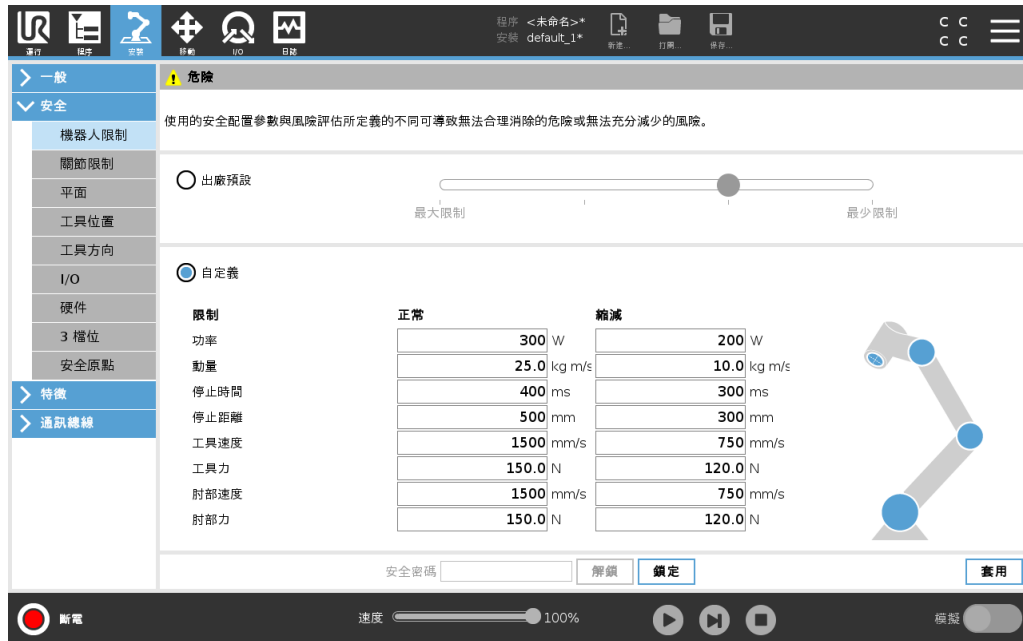 UR
程序 <未命名>*
安裝 default_1*
C C
C C
運行 程序 安裝 移動 I/O 日誌 新建... 打開... 保存...
一般
安全
機器人限制
關節限制
平面
工具位置
工具方向
I/O
硬件
3 檔位
安全原點
特徵
通訊總線
危險
使用的安全配置參數與風險評估所定義的不同可導致無法合理消除的危險或無法充分減少的風險。
出廠預設
最大限制 最少限制
自定義
限制 正常 縮減
功率 300 W 200 W
動量 25.0 kg m/s 10.0 kg m/s
停止時間 400 ms 300 ms
停止距離 500 mm 300 mm
工具速度 1500 mm/s 750 mm/s
工具力 150.0 N 120.0 N
肘部速度 1500 mm/s 750 mm/s
肘部力 150.0 N 120.0 N
安全密碼 解鎖 鎖定 套用
斷電 速度 100% 模擬